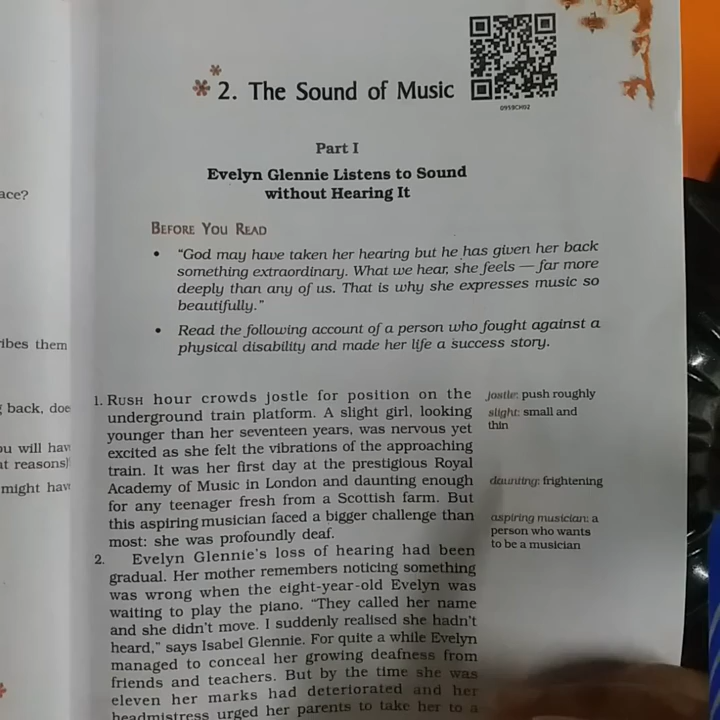 ace?
ribes them
g back, doe
ou will hav
at reasons)
might hav
2. The Sound of Music
0959CH02
Part I
Evelyn Glennie Listens to Sound
without Hearing It
BEFORE YOU READ
• “God may have taken her hearing but he has given her back
something extraordinary. What we hear, she feels — far more
deeply than any of us. That is why she expresses music so
beautifully.”
• Read the following account of a person who fought against a
physical disability and made her life a success story.
1. RUSH hour crowds jostle for position on the
underground train platform. A slight girl, looking
younger than her seventeen years, was nervous yet
excited as she felt the vibrations of the approaching
train. It was her first day at the prestigious Royal
Academy of Music in London and daunting enough
for any teenager fresh from a Scottish farm. But
this aspiring musician faced a bigger challenge than
most: she was profoundly deaf.
2. Evelyn Glennie’s loss of hearing had been
gradual. Her mother remembers noticing something
was wrong when the eight-year-old Evelyn was
waiting to play the piano. “They called her name
and she didn’t move. I suddenly realised she hadn’t
heard,” says Isabel Glennie. For quite a while Evelyn
managed to conceal her growing deafness from
friends and teachers. But by the time she was
eleven her marks had deteriorated and her
headmistress urged her parents to take her to a
jostle: push roughly
slight: small and
thin
daunting: frightening
aspiring musician: a
person who wants
to be a musician